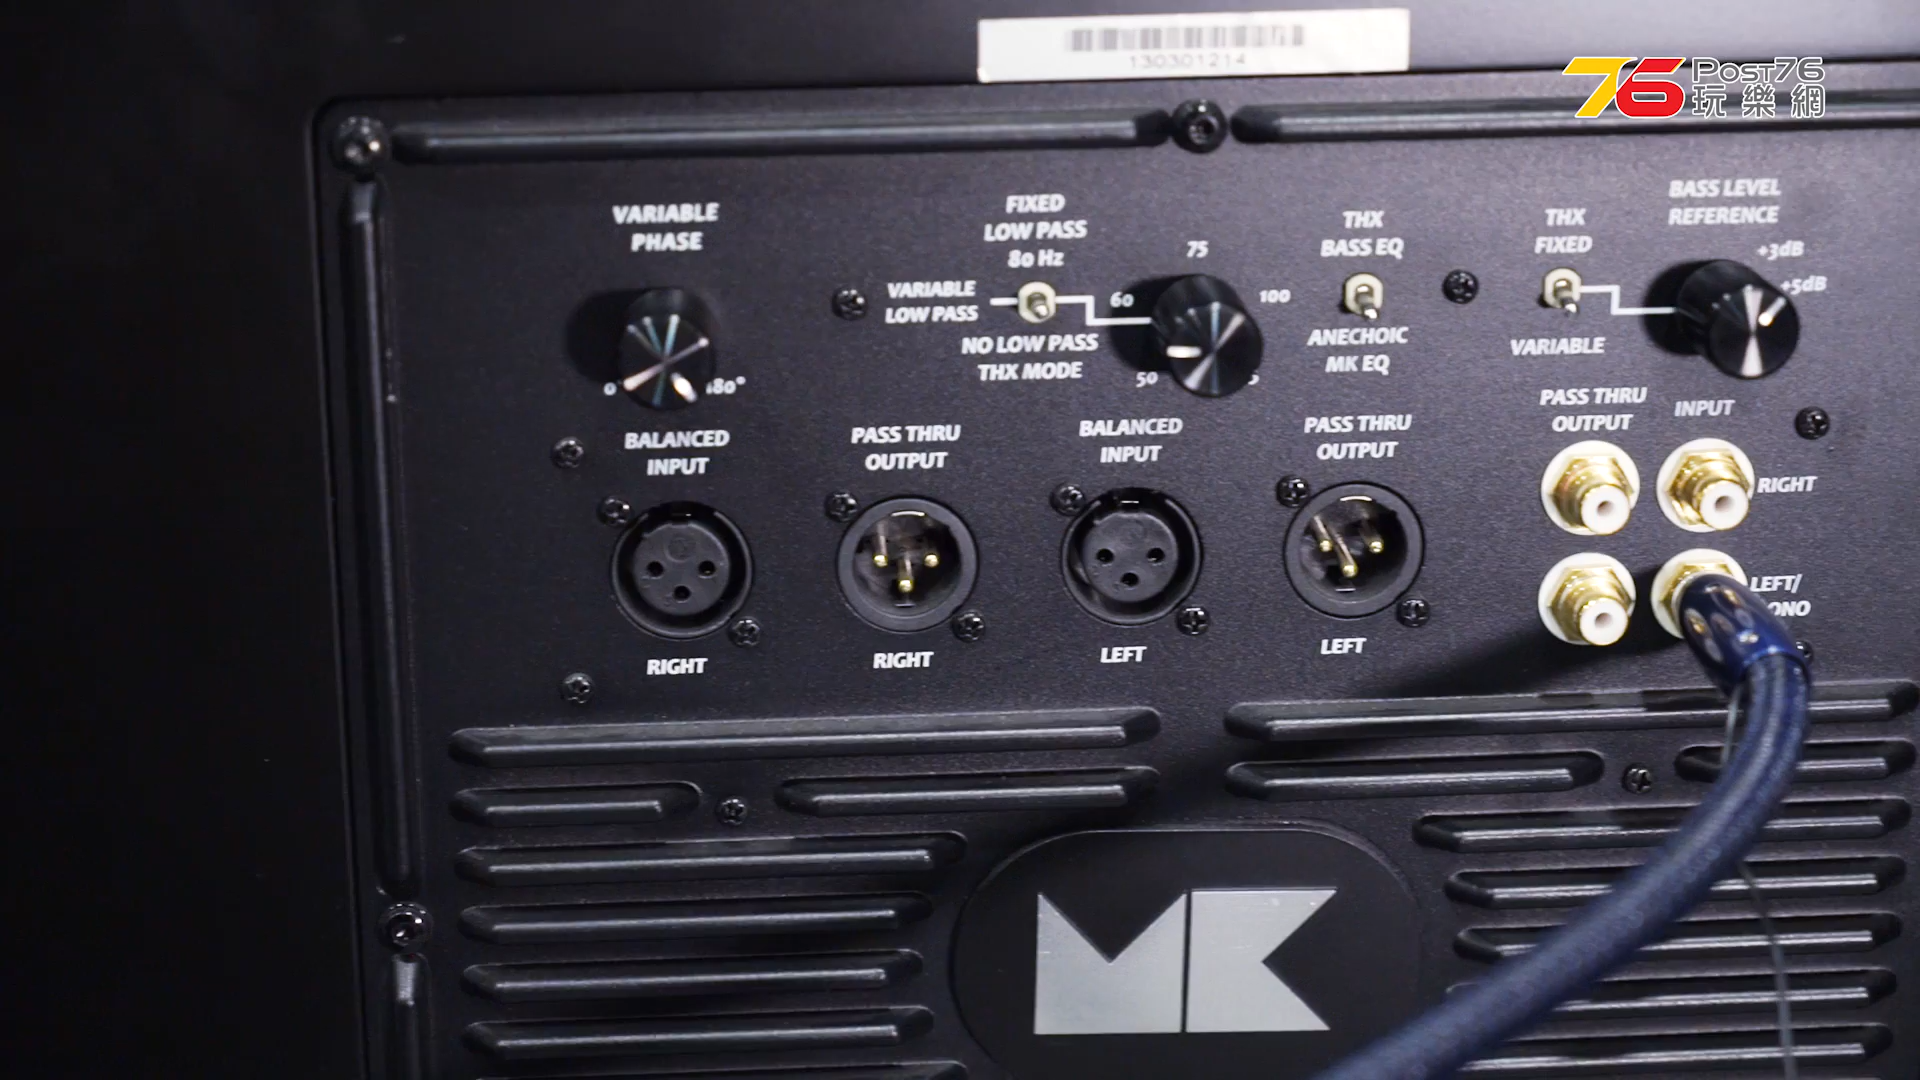 130301214
76 POST76
玩樂網
VARIABLE
PHASE
0°
180°
FIXED
LOW PASS
80 Hz
VARIABLE
LOW PASS
NO LOW PASS
THX MODE
50
60
75
100
THX
BASS EQ
ANECHOIC
MK EQ
THX
FIXED
VARIABLE
BASS LEVEL
REFERENCE
+3dB
+5dB
BALANCED
INPUT
RIGHT
PASS THRU
OUTPUT
RIGHT
BALANCED
INPUT
LEFT
PASS THRU
OUTPUT
LEFT
PASS THRU
OUTPUT
INPUT
RIGHT
LEFT/
MK